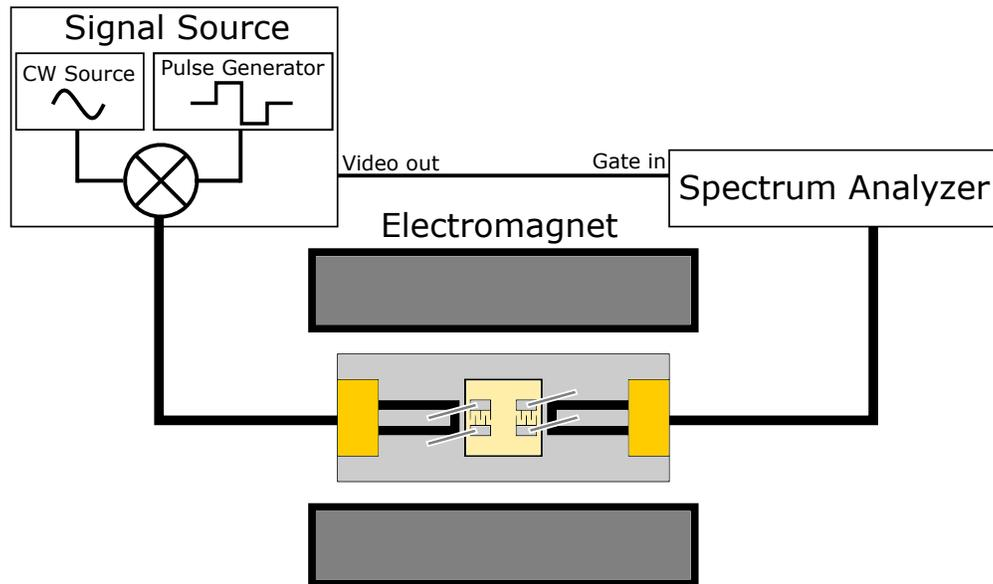 Signal Source
CW Source
Pulse Generator
Video out
Gate in
Spectrum Analyzer
Electromagnet